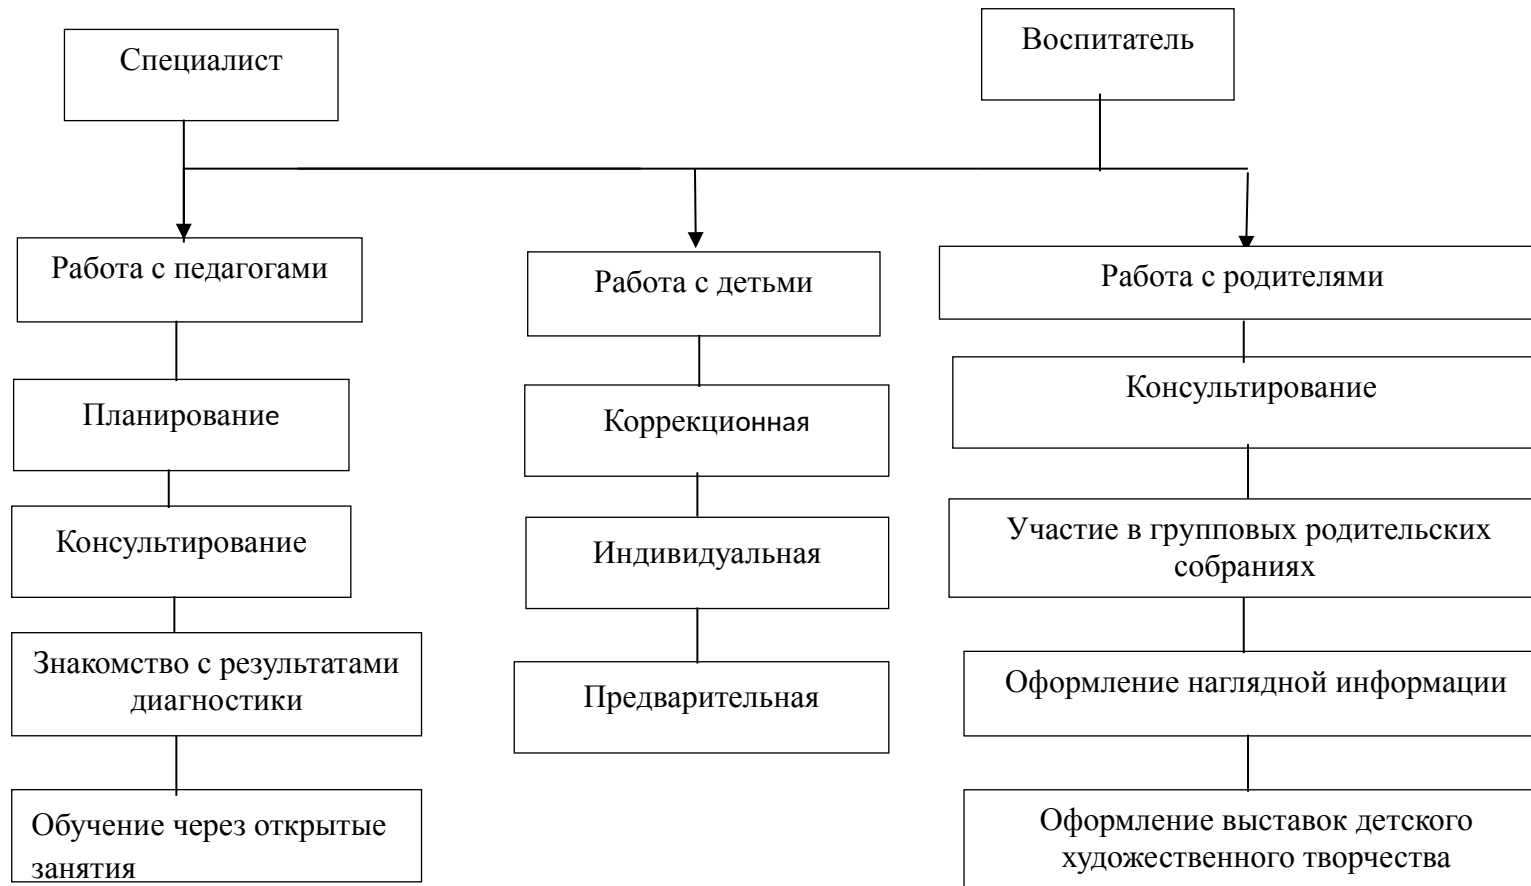 Специалист
Воспитатель
Работа с педагогами
Работа с детьми
Работа с родителями
Планирование
Коррекционная
Консультирование
Консультирование
Индивидуальная
Участие в групповых родительских
собраниях
Знакомство с результатами
диагностики
Предварительная
Оформление наглядной информации
Обучение через открытые
занятия
Оформление выставок детского
художественного творчества